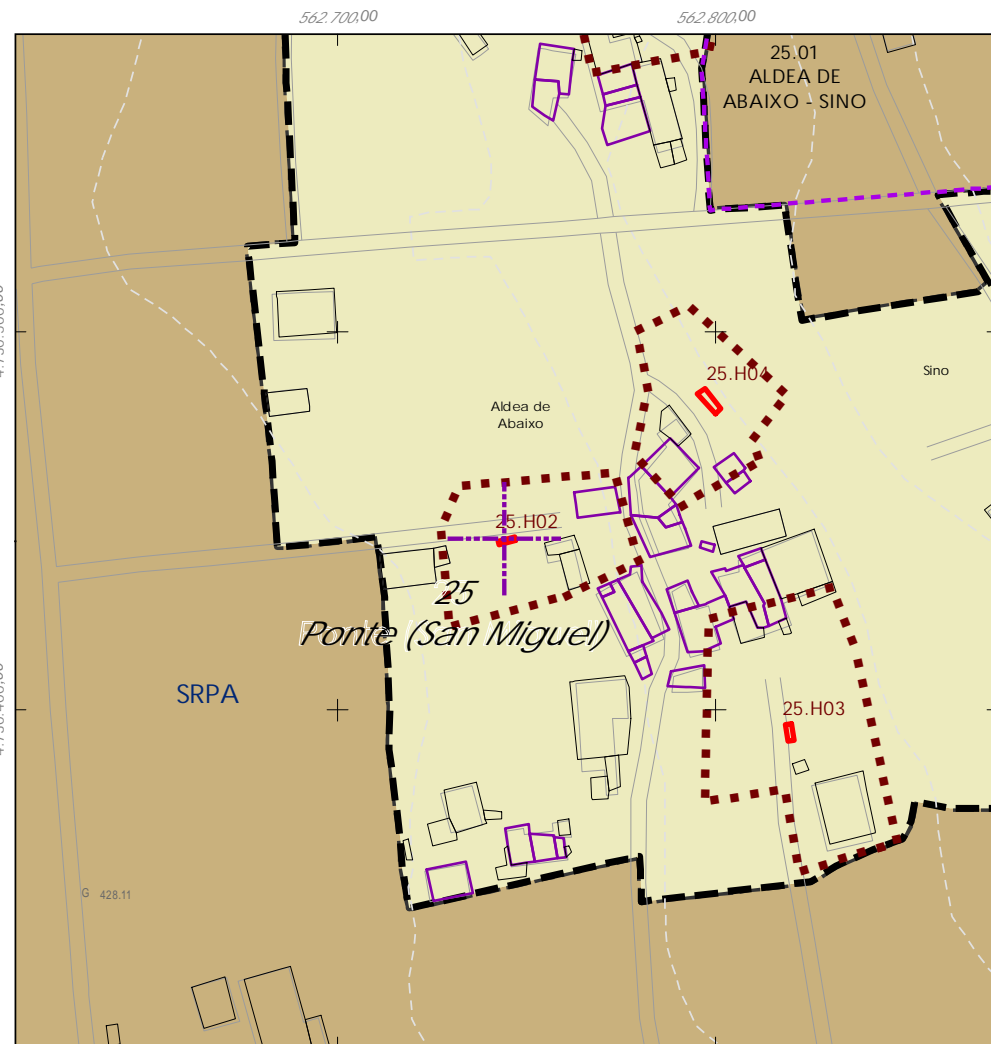 562.700,00
562.800,00
25.01
ALDEA DE
ABAIXO - SINO
25.H04
Sino
Aldea de
Abaixo
25.H02
25
Ponte (San Miguel)
SRPA
25.H03
G 428.11